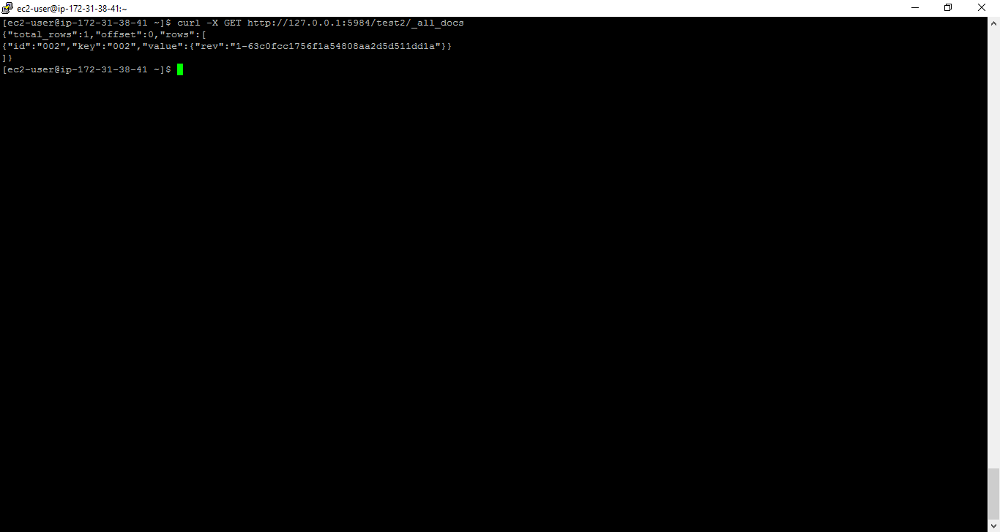 ec2-user@ip-172-31-38-41:~
[ec2-user@ip-172-31-38-41 ~]$ curl -X GET http://127.0.0.1:5984/test2/_all_docs
{"total_rows":1,"offset":0,"rows":[
{"id":"002","key":"002","value":{"rev":"1-63c0fcc1756f1a54808aa2d5d511dd1a"}}
]}
[ec2-user@ip-172-31-38-41 ~]$